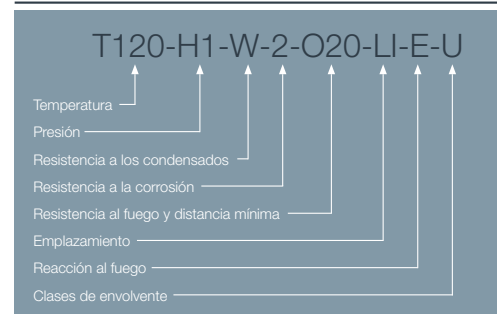 T120-H1-W-2-O20-LI-E-U
Temperatura
Presión
Resistencia a los condensados
Resistencia a la corrosión
Resistencia al fuego y distancia mínima
Emplazamiento
Reacción al fuego
Clases de envolvente